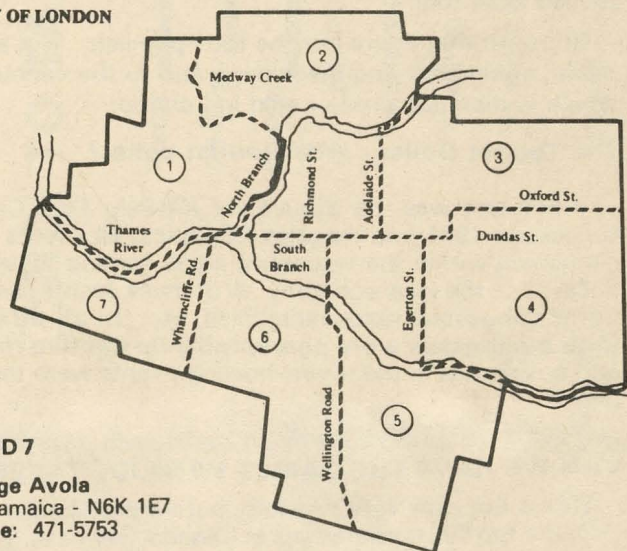 Y OF LONDON
2
Medway Creek
1
3
North Branch
Richmond St.
Adelaide St.
Oxford St.
Thames
River
South
Branch
Dundas St.
Wharncliffe Rd.
Egerton St.
7
6
4
Wellington Road
5
D 7
ge Avola
amaica - N6K 1E7
e: 471-5753